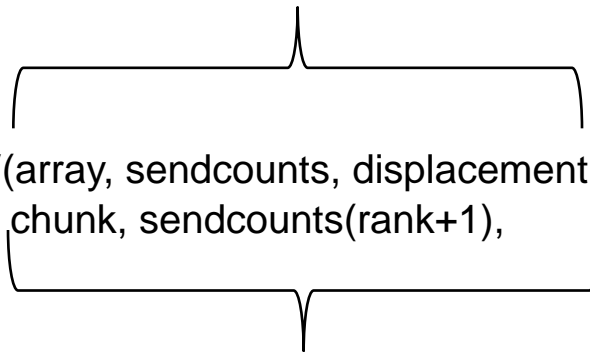 (array, sendcounts, displacement
chunk, sendcounts(rank+1),